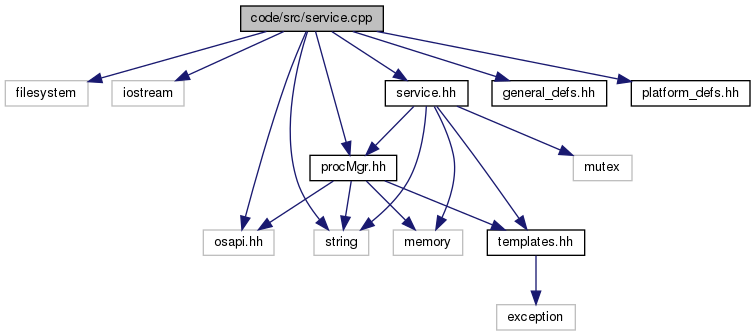 code/src/service.cpp
filesystem
iostream
service.hh
general_defs.hh
platform_defs.hh
procMgr.hh
mutex
osapi.hh
string
memory
templates.hh
exception